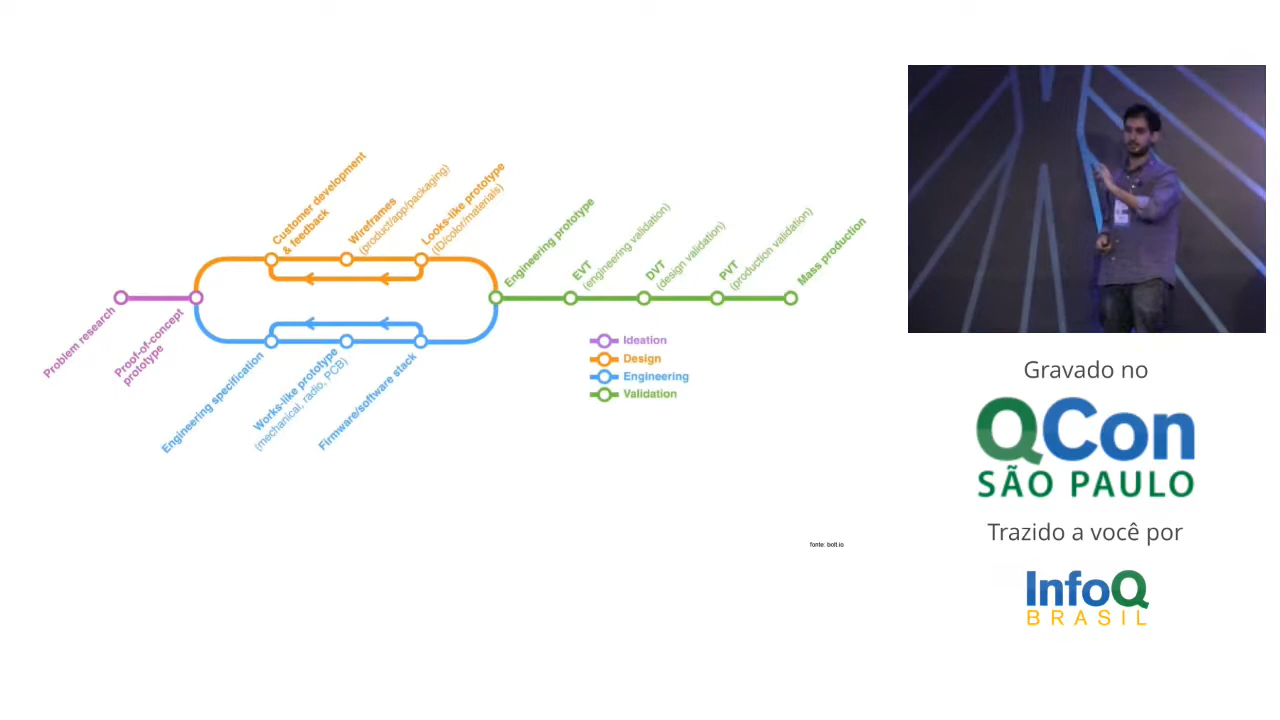 Customer development
& feedback
Wireframes
(product/app/packaging)
Looks-like prototype
(ID/color/materials)
Engineering prototype
EVT
(engineering validation)
DVT
(design validation)
PVT
(production validation)
Mass production
Problem research
Proof-of-concept
prototype
Engineering specification
Works-like prototype
(mechanical, radio, PCB)
Firmware/software stack
Ideation
Design
Engineering
Validation
fonte: bolt.io
Gravado no
QCon
SÃO PAULO
Trazido a você por
InfoQ
BRASIL